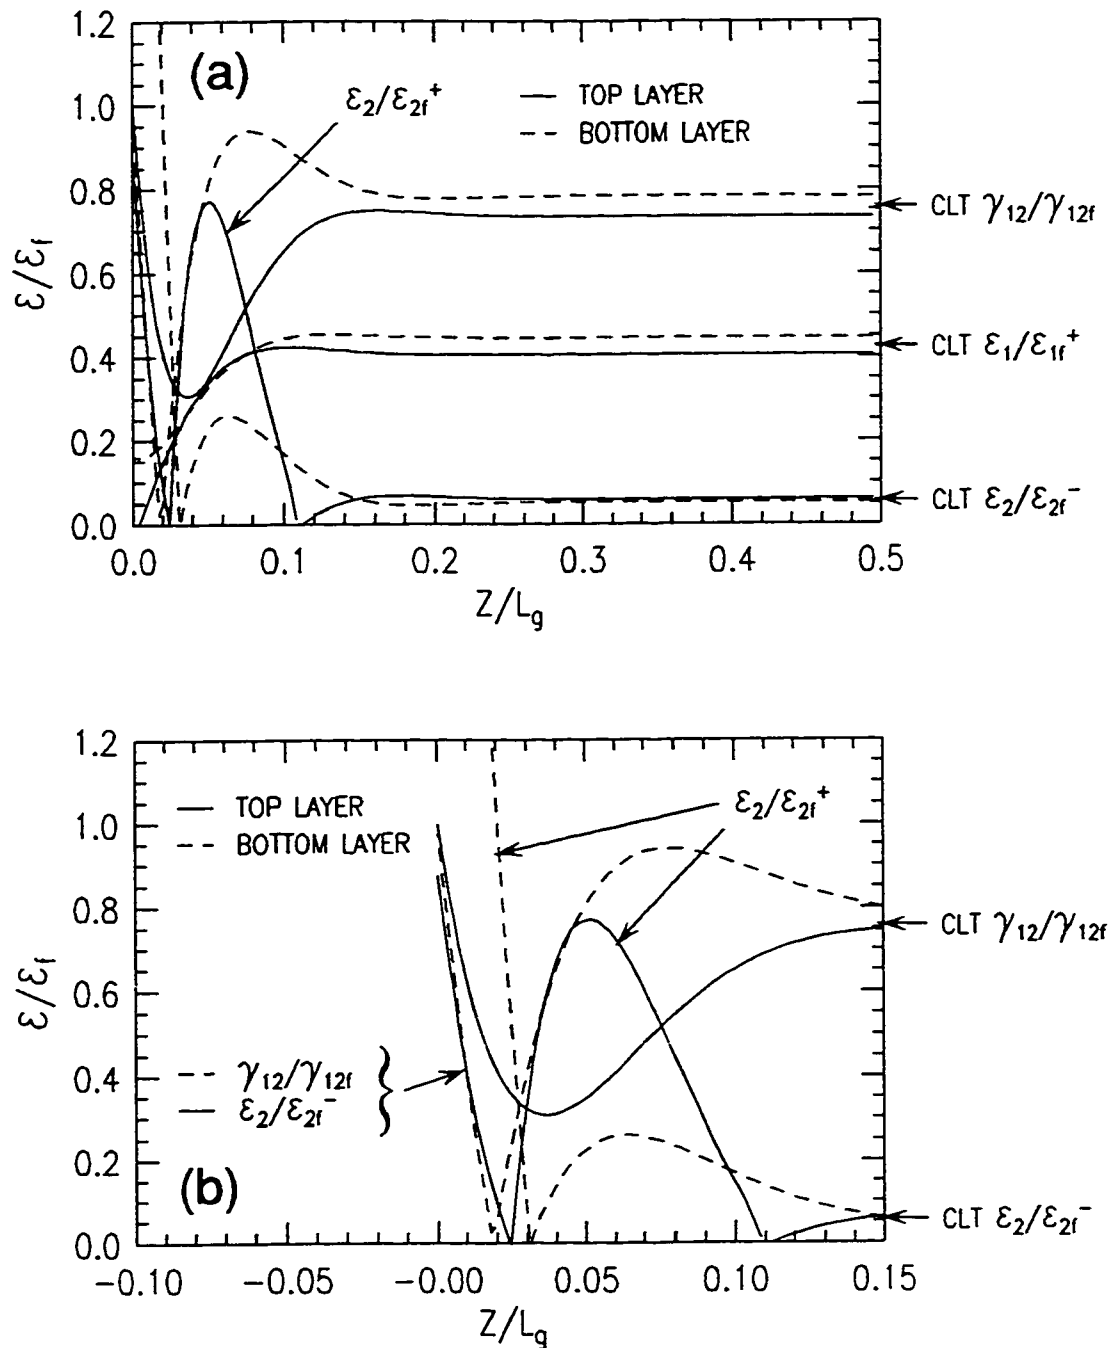 (a)
ε₂/ε₂f⁺
TOP LAYER
BOTTOM LAYER
1.2
1.0
0.8
0.6
0.4
0.2
0.0
ε/εf
CLT γ₁₂/γ₁₂f
CLT ε₁/ε₁f⁺
CLT ε₂/ε₂f⁻
0.0 0.1 0.2 0.3 0.4 0.5
Z/Lg
1.2
1.0
0.8
0.6
0.4
0.2
0.0
ε/εf
TOP LAYER
BOTTOM LAYER
ε₂/ε₂f⁺
γ₁₂/γ₁₂f
ε₂/ε₂f⁻
(b)
CLT γ₁₂/γ₁₂f
CLT ε₂/ε₂f⁻
-0.10 -0.05 -0.00 0.05 0.10 0.15
Z/Lg